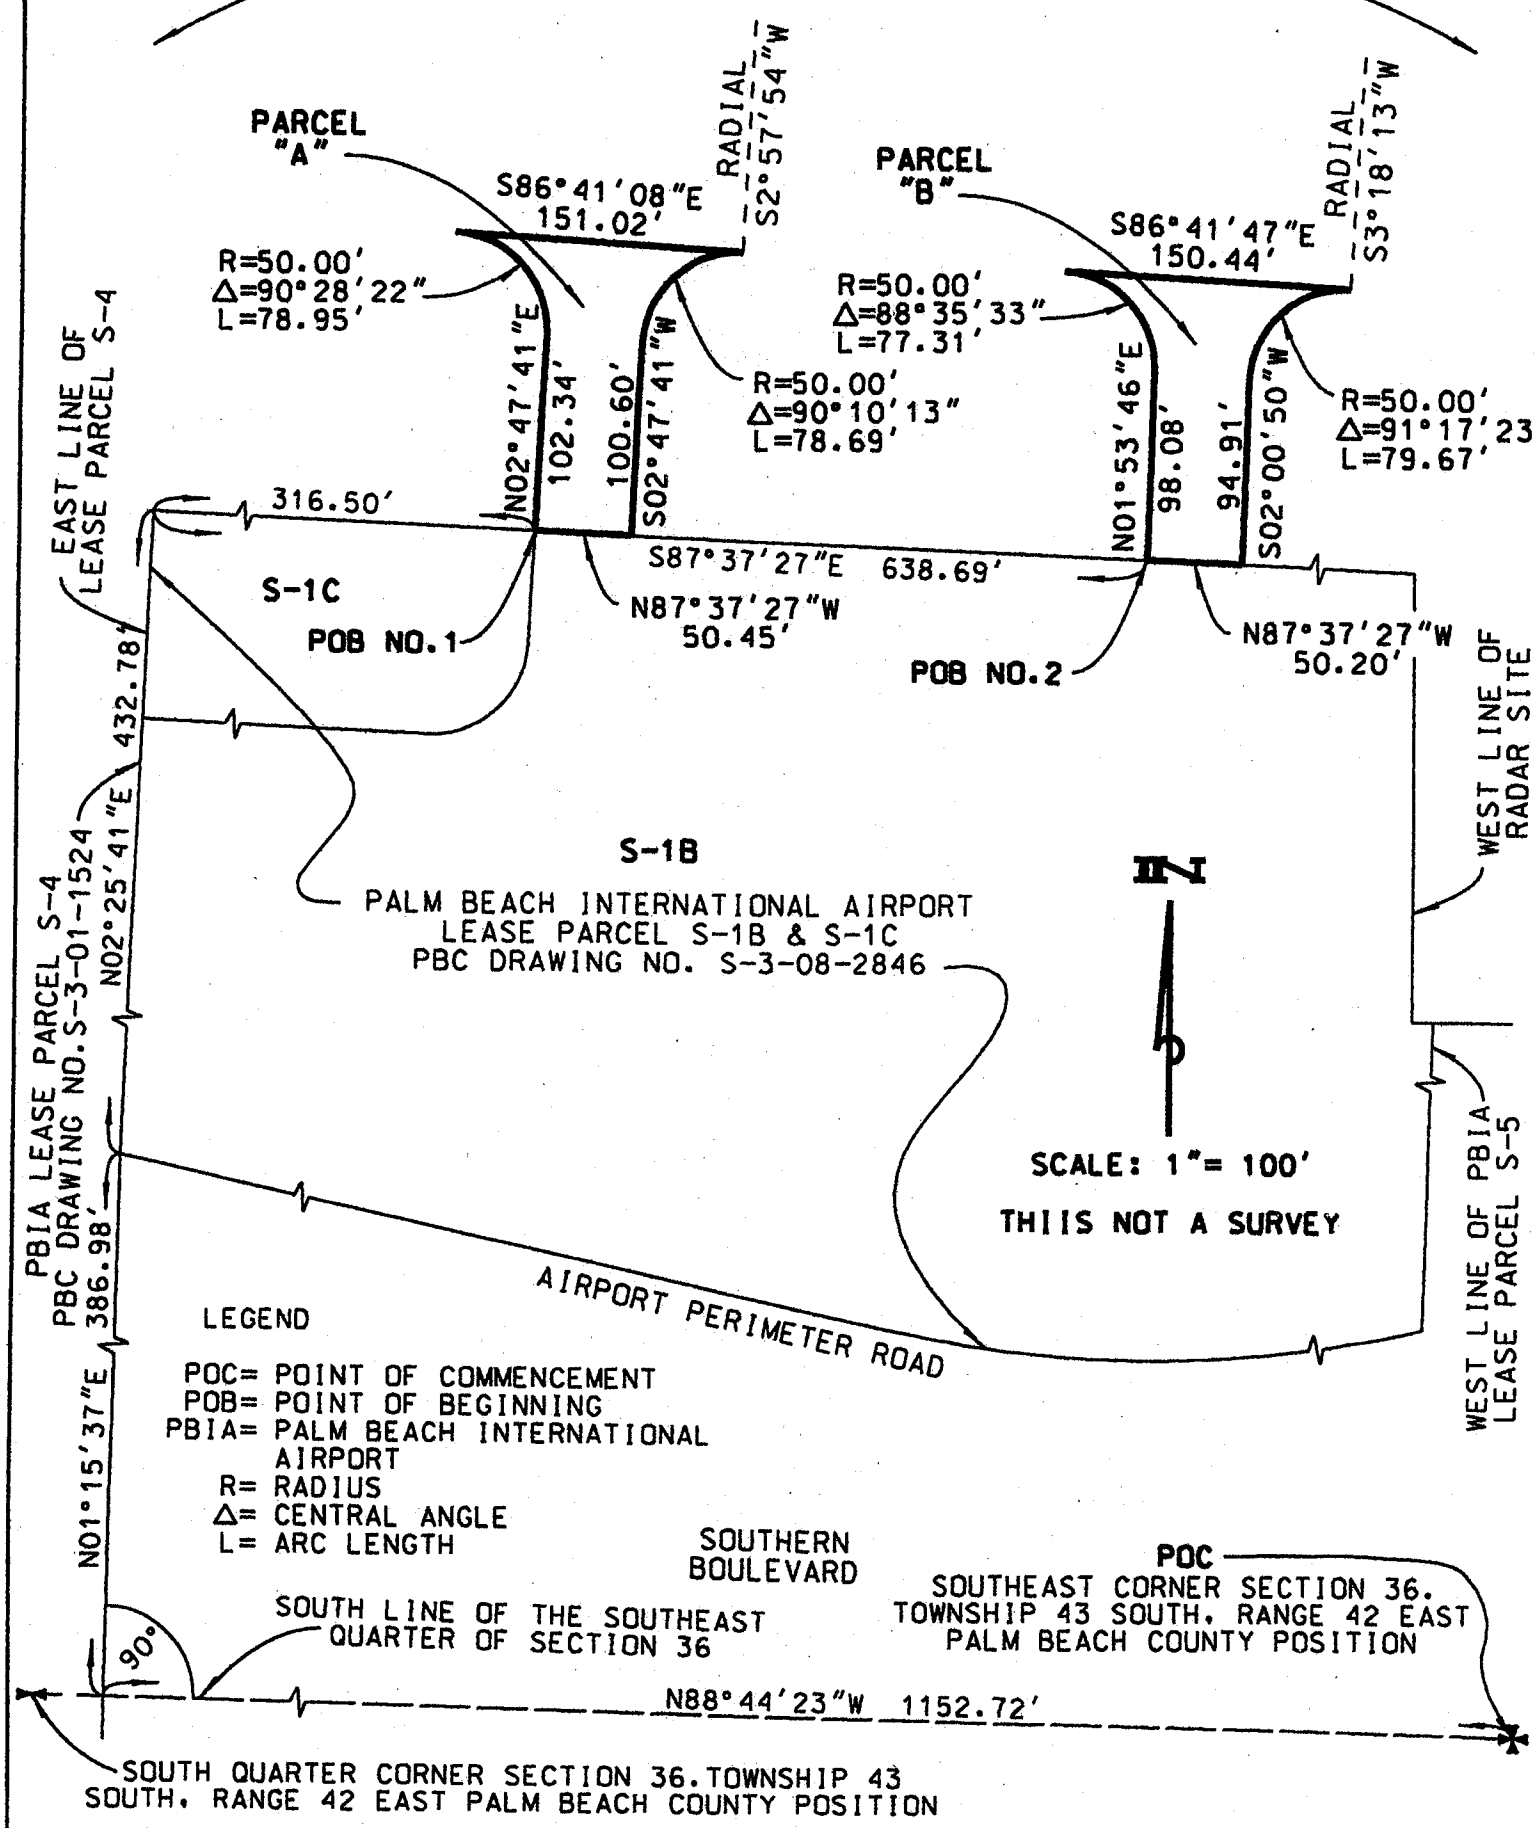 RADIAL
S2°57'54"W
RADIAL
S3°18'13"W
PARCEL
"A"
PARCEL
"B"
S86°41'08"E
151.02'
S86°41'47"E
150.44'
R=50.00'
Δ=90°28'22"
L=78.95'
R=50.00'
Δ=88°35'33"
L=77.31'
R=50.00'
Δ=90°10'13"
L=78.69'
R=50.00'
Δ=91°17'23
L=79.67'
EAST LINE OF
LEASE PARCEL S-4
N02°47'41"E
102.34'
100.60'
S02°47'41"W
N01°53'46"E
98.08'
94.91'
S02°00'50"W
316.50'
S87°37'27"E 638.69'
S-1C
POB NO.1
N87°37'27"W
50.45'
POB NO.2
N87°37'27"W
50.20'
WEST LINE OF
RADAR SITE
N02°25'41"E 432.78'
PBIA LEASE PARCEL S-4
PBC DRAWING NO.S-3-01-1524
S-1B
PALM BEACH INTERNATIONAL AIRPORT
LEASE PARCEL S-1B & S-1C
PBC DRAWING NO. S-3-08-2846
N
SCALE: 1"= 100'
THIIS NOT A SURVEY
WEST LINE OF PBIA
LEASE PARCEL S-5
AIRPORT PERIMETER ROAD
N01°15'37"E 386.98'
LEGEND
POC= POINT OF COMMENCEMENT
POB= POINT OF BEGINNING
PBIA= PALM BEACH INTERNATIONAL
AIRPORT
R= RADIUS
Δ= CENTRAL ANGLE
L= ARC LENGTH
SOUTHERN
BOULEVARD
POC
SOUTHEAST CORNER SECTION 36.
TOWNSHIP 43 SOUTH. RANGE 42 EAST
PALM BEACH COUNTY POSITION
SOUTH LINE OF THE SOUTHEAST
QUARTER OF SECTION 36
90°
N88°44'23"W 1152.72'
SOUTH QUARTER CORNER SECTION 36.TOWNSHIP 43
SOUTH. RANGE 42 EAST PALM BEACH COUNTY POSITION